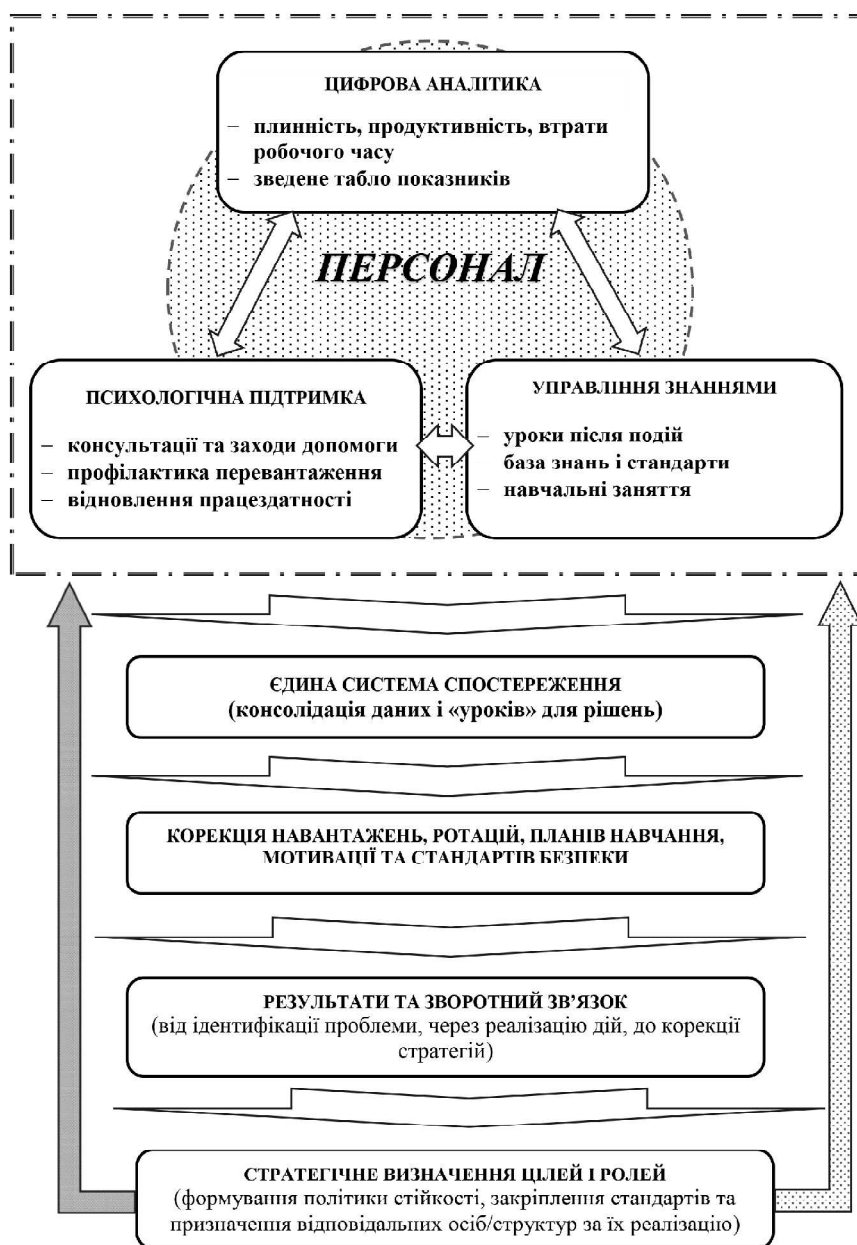 ЦИФРОВА АНАЛІТИКА
– плинність, продуктивність, втрати
робочого часу
– зведене табло показників
ПЕРСОНАЛ
ПСИХОЛОГІЧНА ПІДТРИМКА
– консультації та заходи допомоги
– профілактика перевантаження
– відновлення працездатності
УПРАВЛІННЯ ЗНАННЯМИ
– уроки після подій
база знань і стандарти
– навчальні заняття
ЄДИНА СИСТЕМА СПОСТЕРЕЖЕННЯ
(консолідація даних і «уроків» для рішень)
КОРЕКЦІЯ НАВАНТАЖЕНЬ, РОТАЦІЙ, ПЛАНІВ НАВЧАННЯ,
МОТИВАЦІЇ ТА СТАНДАРТІВ БЕЗПЕКИ
РЕЗУЛЬТАТИ ТА ЗВОРОТНИЙ ЗВ’ЯЗОК
(від ідентифікації проблеми, через реалізацію дій, до корекції
стратегій)
СТРАТЕГІЧНЕ ВИЗНАЧЕННЯ ЦІЛЕЙ І РОЛЕЙ
(формування політики стійкості, закріплення стандартів та
призначення відповідальних осіб/структур за їх реалізацію)